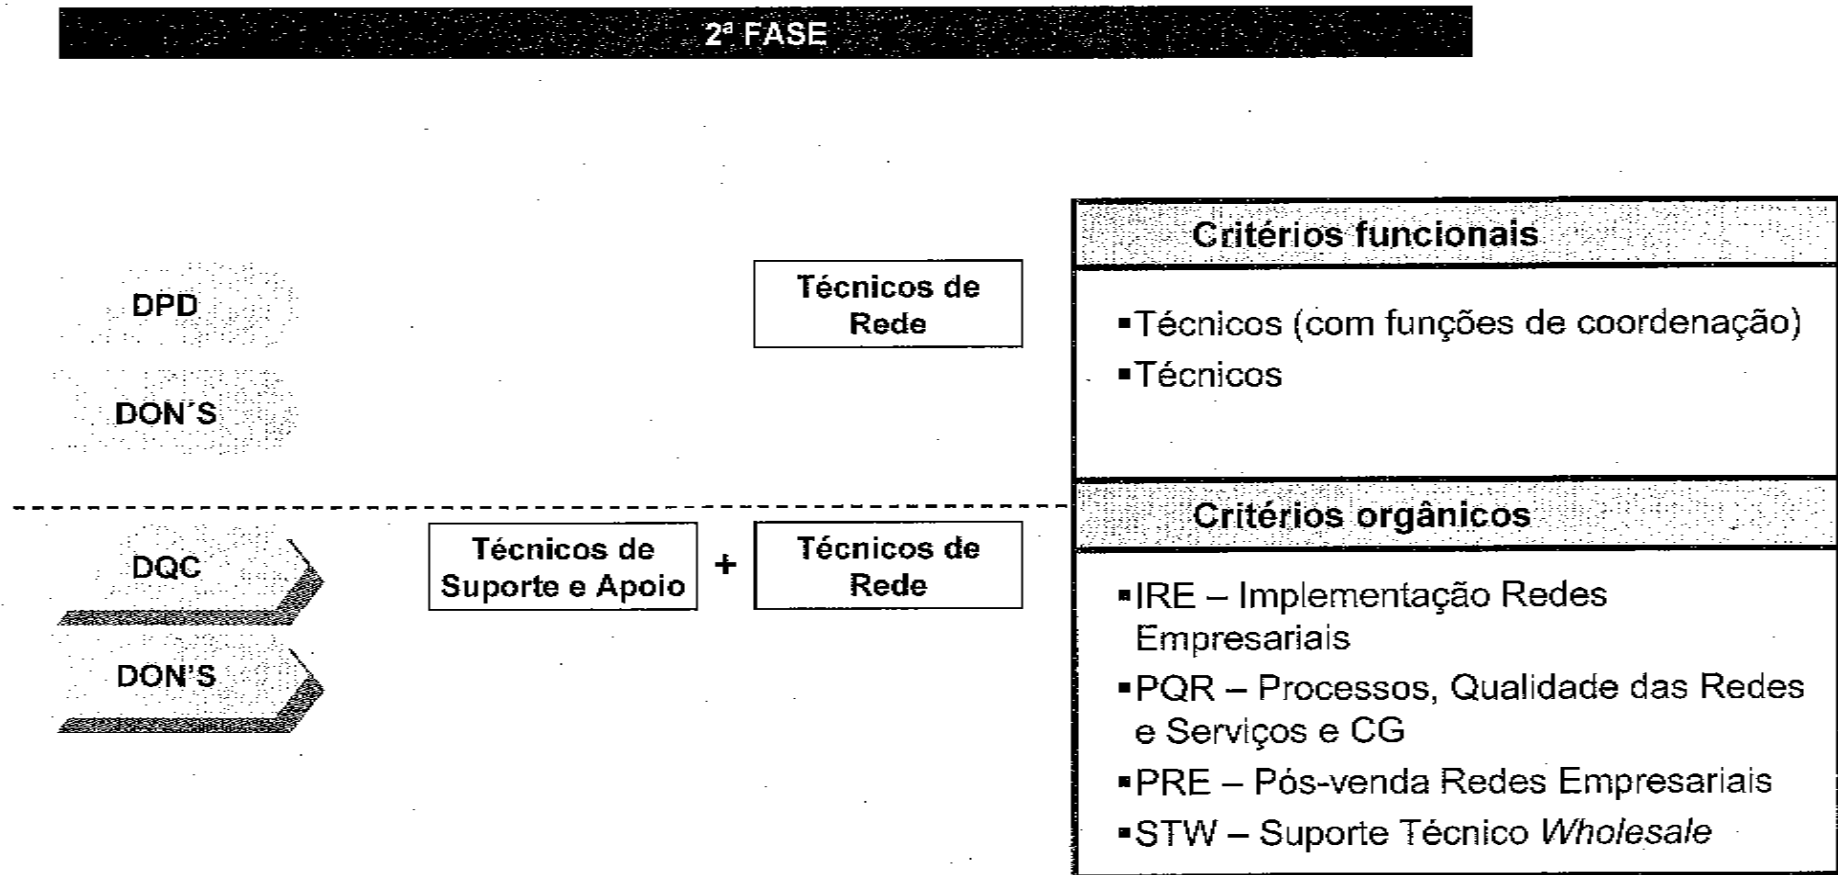 2ª FASE
DPD
Técnicos de
Rede
DON´S
Critérios funcionais
▪Técnicos (com funções de coordenação)
▪Técnicos
DQC
Técnicos de
Suporte e Apoio
+
Técnicos de
Rede
DON'S
Critérios orgânicos
▪IRE – Implementação Redes
Empresariais
▪PQR – Processos, Qualidade das Redes
e Serviços e CG
▪PRE – Pós-venda Redes Empresariais
▪STW – Suporte Técnico Wholesale